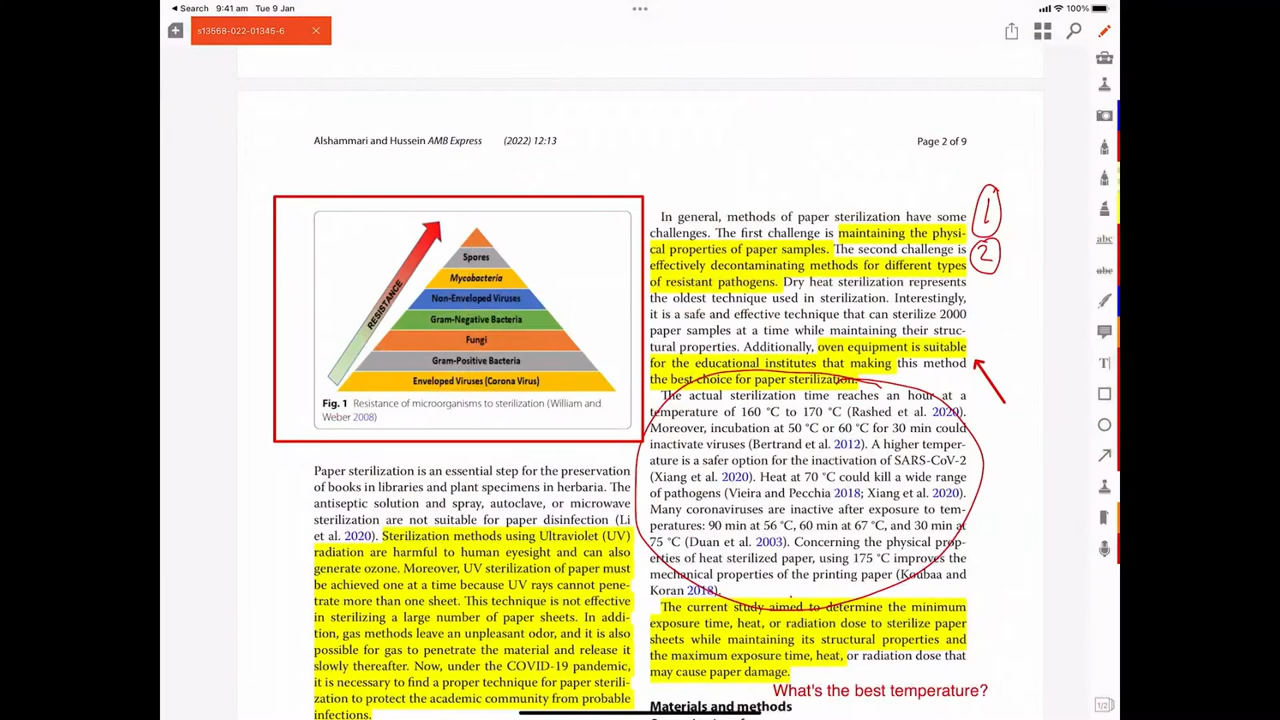 Search 9:41 am Tue 9 Jan
100%
s13568-022-01345-6
Alshammari and Hussein AMB Express (2022) 12:13
Page 2 of 9
RESISTANCE
Spores
Mycobacteria
Non-Enveloped Viruses
Gram-Negative Bacteria
Fungi
Gram-Positive Bacteria
Enveloped Viruses (Corona Virus)
Fig. 1 Resistance of microorganisms to sterilization (William and
Weber 2008)
Paper sterilization is an essential step for the preservation
of books in libraries and plant specimens in herbaria. The
antiseptic solution and spray, autoclave, or microwave
sterilization are not suitable for paper disinfection (Li
et al. 2020). Sterilization methods using Ultraviolet (UV)
radiation are harmful to human eyesight and can also
generate ozone. Moreover, UV sterilization of paper must
be achieved one at a time because UV rays cannot pene-
trate more than one sheet. This technique is not effective
in sterilizing a large number of paper sheets. In addi-
tion, gas methods leave an unpleasant odor, and it is also
possible for gas to penetrate the material and release it
slowly thereafter. Now, under the COVID-19 pandemic,
it is necessary to find a proper technique for paper sterili-
zation to protect the academic community from probable
infections.
In general, methods of paper sterilization have some
challenges. The first challenge is maintaining the physi-
cal properties of paper samples. The second challenge is
effectively decontaminating methods for different types
of resistant pathogens. Dry heat sterilization represents
the oldest technique used in sterilization. Interestingly,
it is a safe and effective technique that can sterilize 2000
paper samples at a time while maintaining their struc-
tural properties. Additionally, oven equipment is suitable
for the educational institutes that making this method
the best choice for paper sterilization.
The actual sterilization time reaches an hour at a
temperature of 160 °C to 170 °C (Rashed et al. 2020).
Moreover, incubation at 50 °C or 60 °C for 30 min could
inactivate viruses (Bertrand et al. 2012). A higher temper-
ature is a safer option for the inactivation of SARS-CoV-2
(Xiang et al. 2020). Heat at 70 °C could kill a wide range
of pathogens (Vieira and Pecchia 2018; Xiang et al. 2020).
Many coronaviruses are inactive after exposure to tem-
peratures: 90 min at 56 °C, 60 min at 67 °C, and 30 min at
75 °C (Duan et al. 2003). Concerning the physical prop-
erties of heat sterilized paper, using 175 °C improves the
mechanical properties of the printing paper (Koubaa and
Koran 2018).
The current study aimed to determine the minimum
exposure time, heat, or radiation dose to sterilize paper
sheets while maintaining its structural properties and
the maximum exposure time, heat, or radiation dose that
may cause paper damage.
What's the best temperature?
Materials and methods
1
2
abc
abc
T
1/2